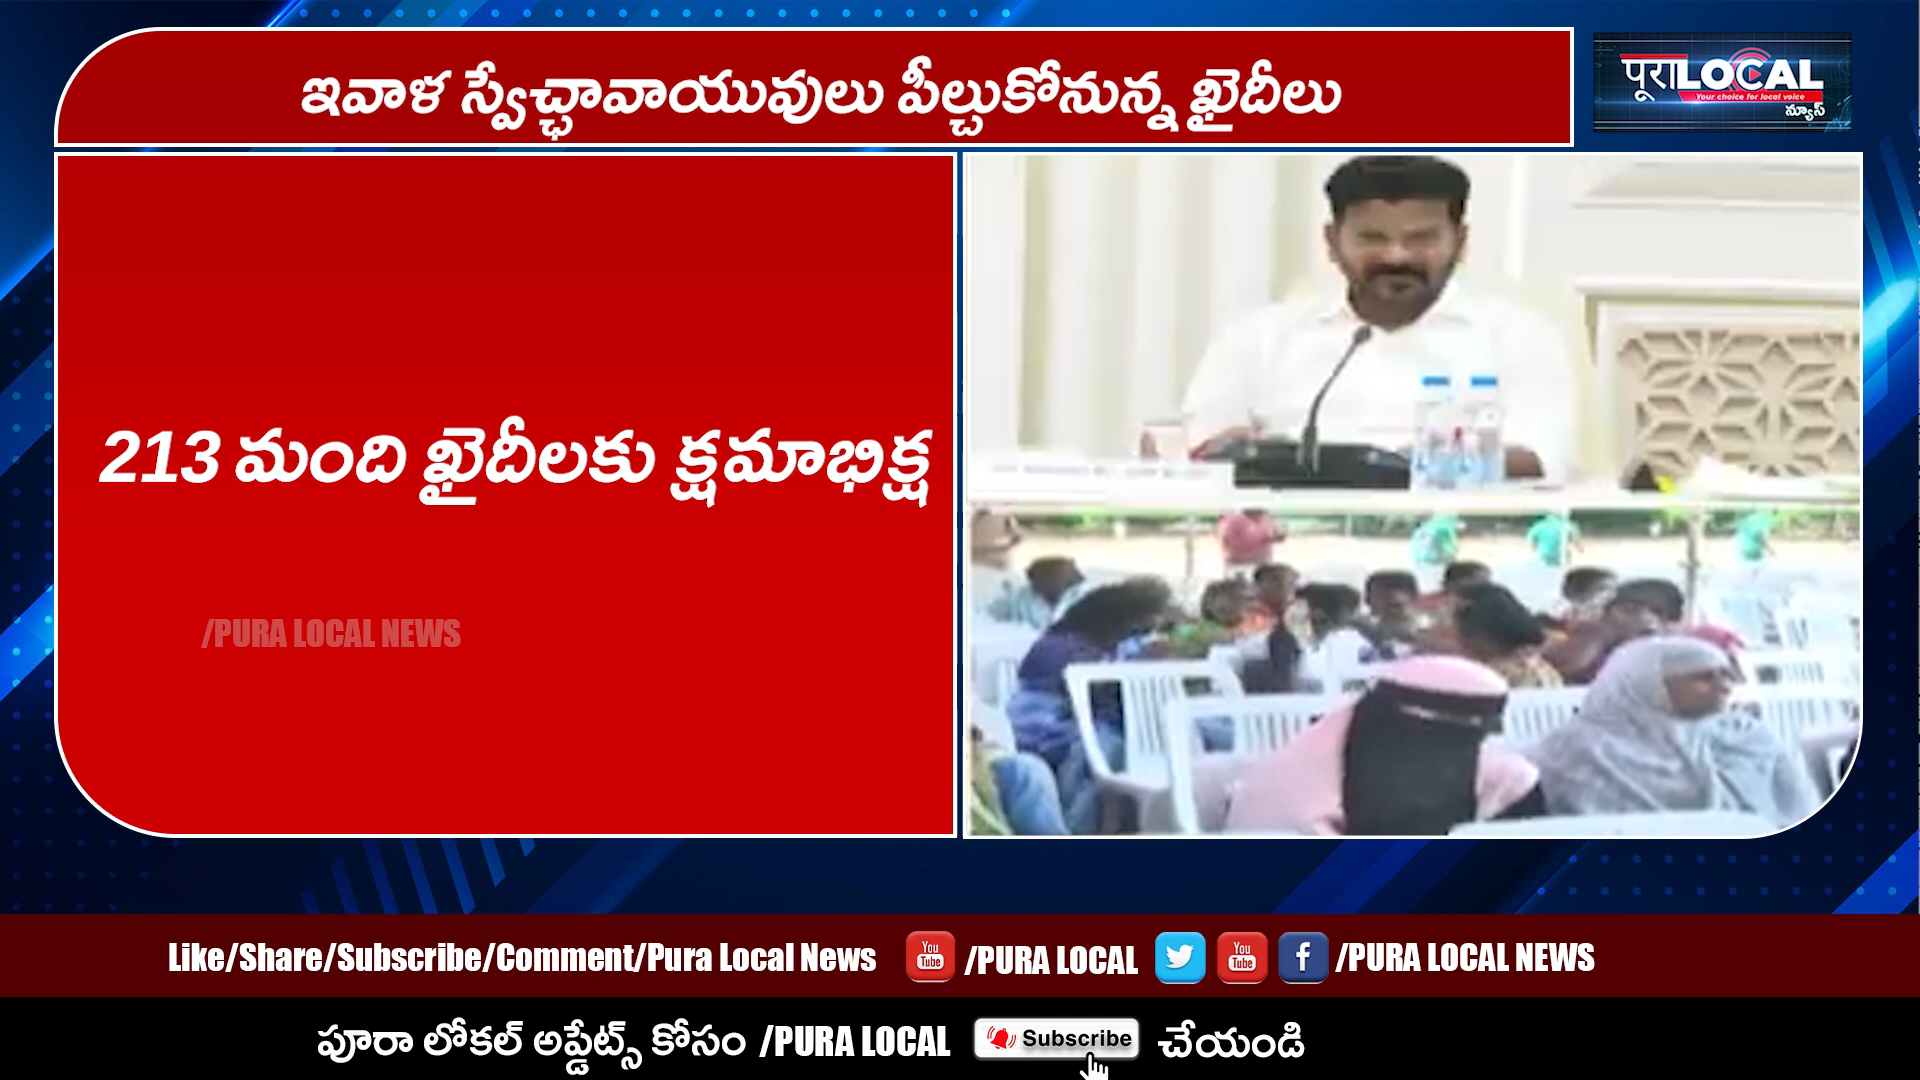 ఇవాళ స్వేచ్ఛావాయువులు పీల్చుకోనున్న ఖైదీలు
पूरा LOCAL
Your choice for local voice
న్యూస్
213 మంది ఖైదీలకు క్షమాభిక్ష
/PURA LOCAL NEWS
Like/Share/Subscribe/Comment/Pura Local News You Tube /PURA LOCAL You Tube f /PURA LOCAL NEWS
పూరా లోకల్ అప్డేట్స్ కోసం /PURA LOCAL Subscribe చేయండి